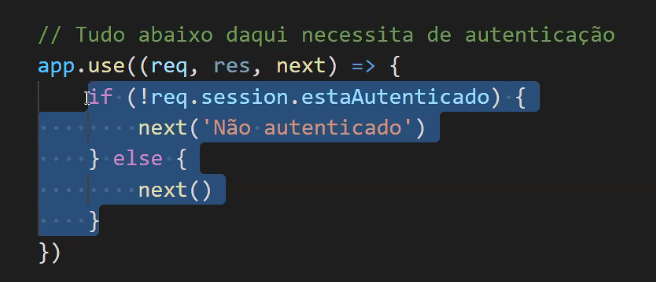 // Tudo abaixo daqui necessita de autenticação
app.use((req, res, next) => {
    if (!req.session.estaAutenticado) {
        next('Não autenticado')
    } else {
        next()
    }
})